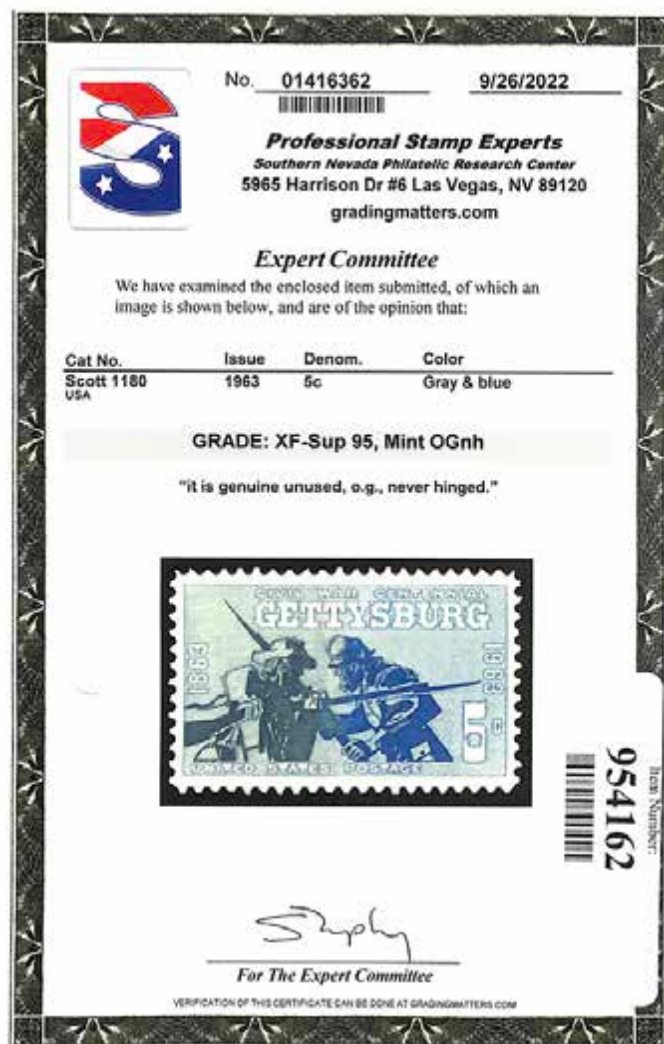 No. 01416362 9/26/2022
Professional Stamp Experts
Southern Nevada Philatelic Research Center
5965 Harrison Dr #6 Las Vegas, NV 89120
gradingmatters.com
Expert Committee
We have examined the enclosed item submitted, of which an
image is shown below, and are of the opinion that:
Cat No. Issue Denom. Color
Scott 1180 1963 5c Gray & blue
USA
GRADE: XF-Sup 95, Mint OGnh
"it is genuine unused, o.g., never hinged."
CIVIL WAR CENTENNIAL
GETTYSBURG
1863
1963
5c
UNITED STATES POSTAGE
Item Number:
954162
For The Expert Committee
VERIFICATION OF THIS CERTIFICATE CAN BE DONE AT GRADINGMATTERS.COM